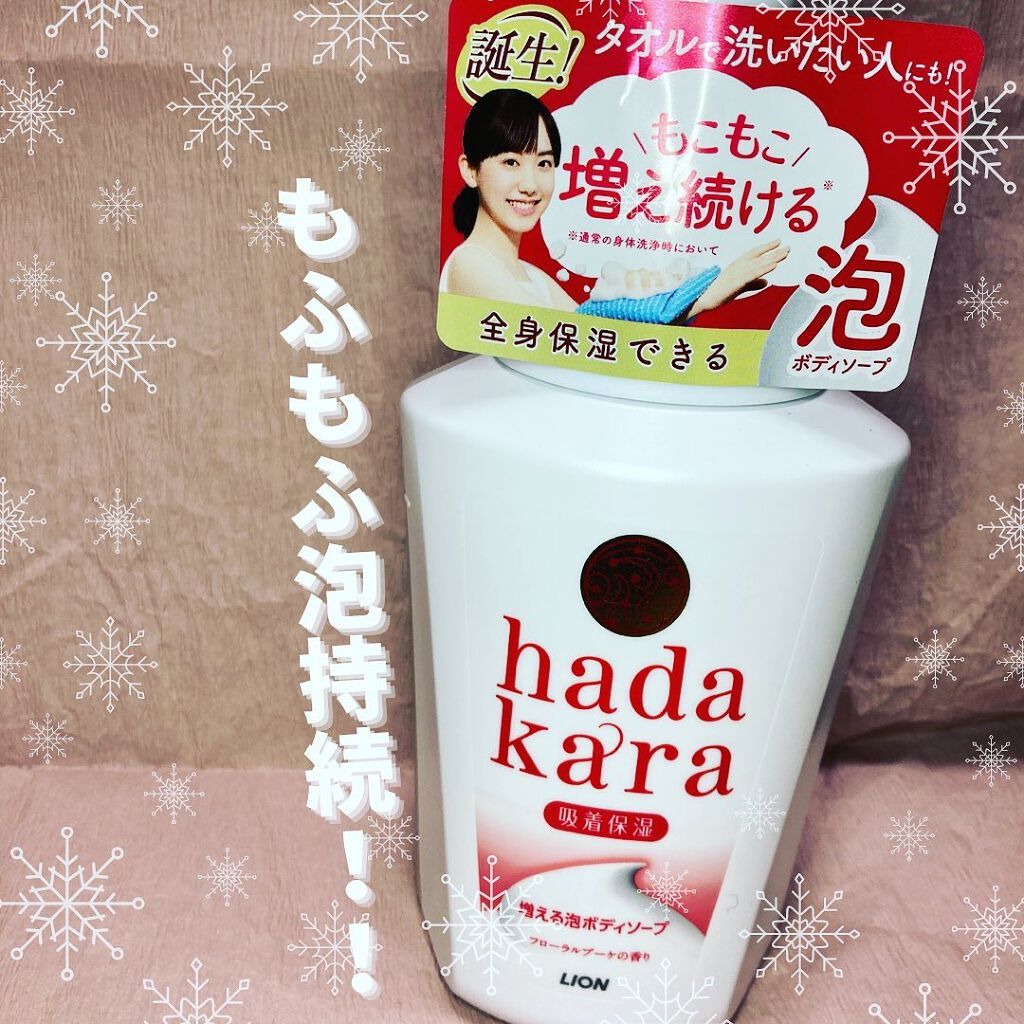 誕生!
タオルで洗いたい人にも!
\もこもこ/
増え続ける※
※通常の身体洗浄時において
泡
ボディソープ
全身保湿できる
もふもふ泡持続!!
hada
kara
吸着保湿
増える泡ボディソープ
フローラルブーケの香り
LION